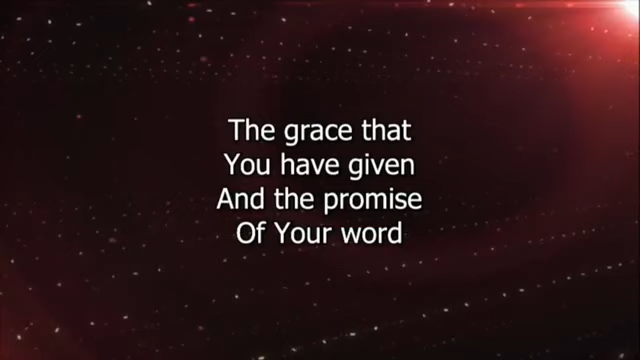 The grace that
You have given
And the promise
Of Your word